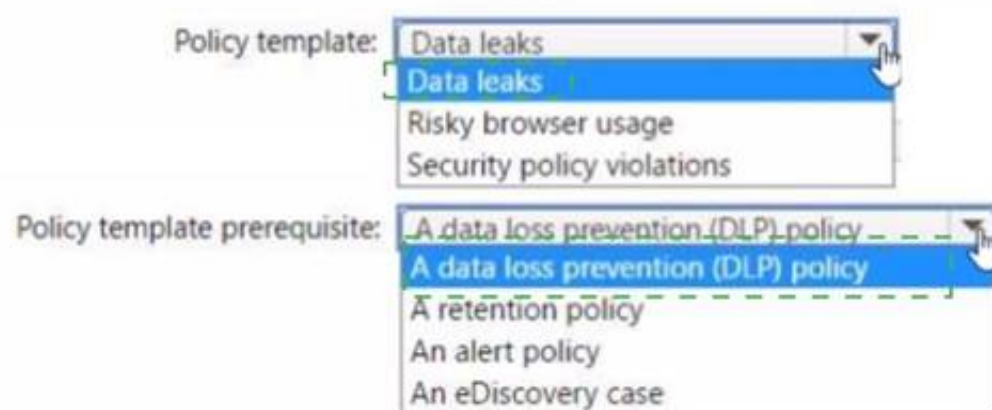 Policy template: Data leaks
Data leaks
Risky browser usage
Security policy violations
Policy template prerequisite: A data loss prevention (DLP) policy
A data loss prevention (DLP) policy
A retention policy
An alert policy
An eDiscovery case